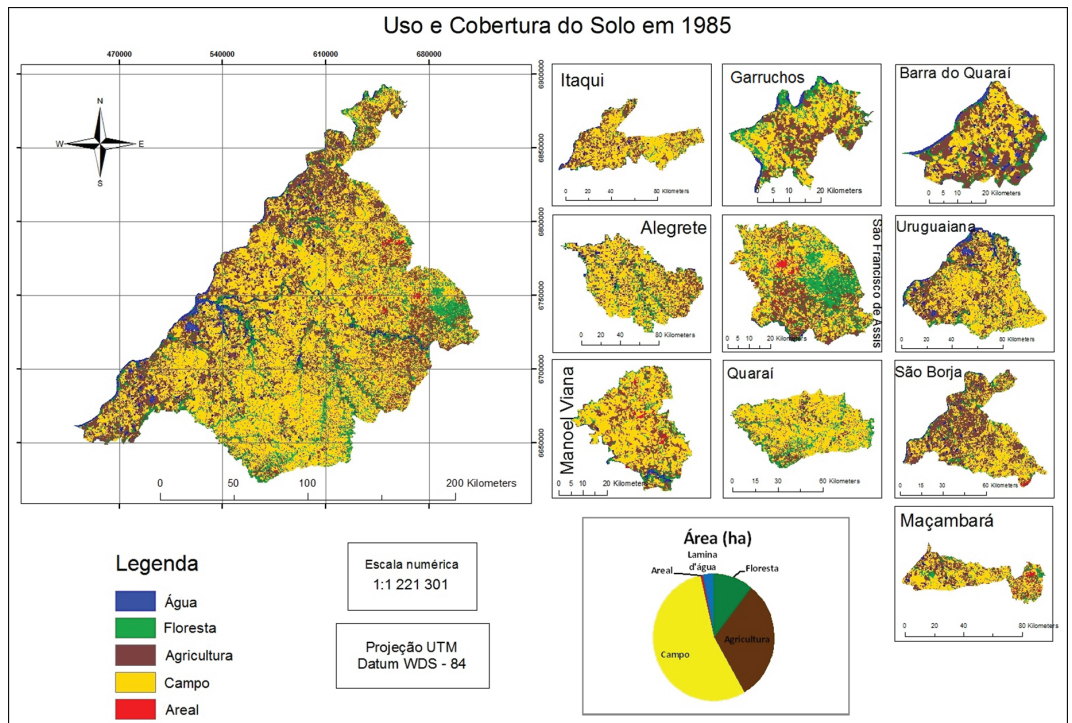 Uso e Cobertura do Solo em 1985
470000
540000
610000
680000
6900000
6850000
6800000
6750000
6700000
6650000
N
W
E
S
0
50
100
200 Kilometers
Itaqui
0
20
40
80 Kilometers
Garruchos
0
5
10
20 Kilometers
Barra do Quaraí
0
5
10
20 Kilometers
Alegrete
0
20
40
80 Kilometers
São Francisco de Assis
0
5
10
20 Kilometers
Uruguaiana
0
20
40
80 Kilometers
Manoel Viana
0
5
10
20 Kilometers
Quaraí
0
15
30
60 Kilometers
São Borja
0
15
30
60 Kilometers
Maçambará
0
20
40
80 Kilometers
Legenda
Água
Floresta
Agricultura
Campo
Areal
Escala numérica
1:1 221 301
Projeção UTM
Datum WDS - 84
Área (ha)
Lamina
d'água
Areal
Floresta
Agricultura
Campo